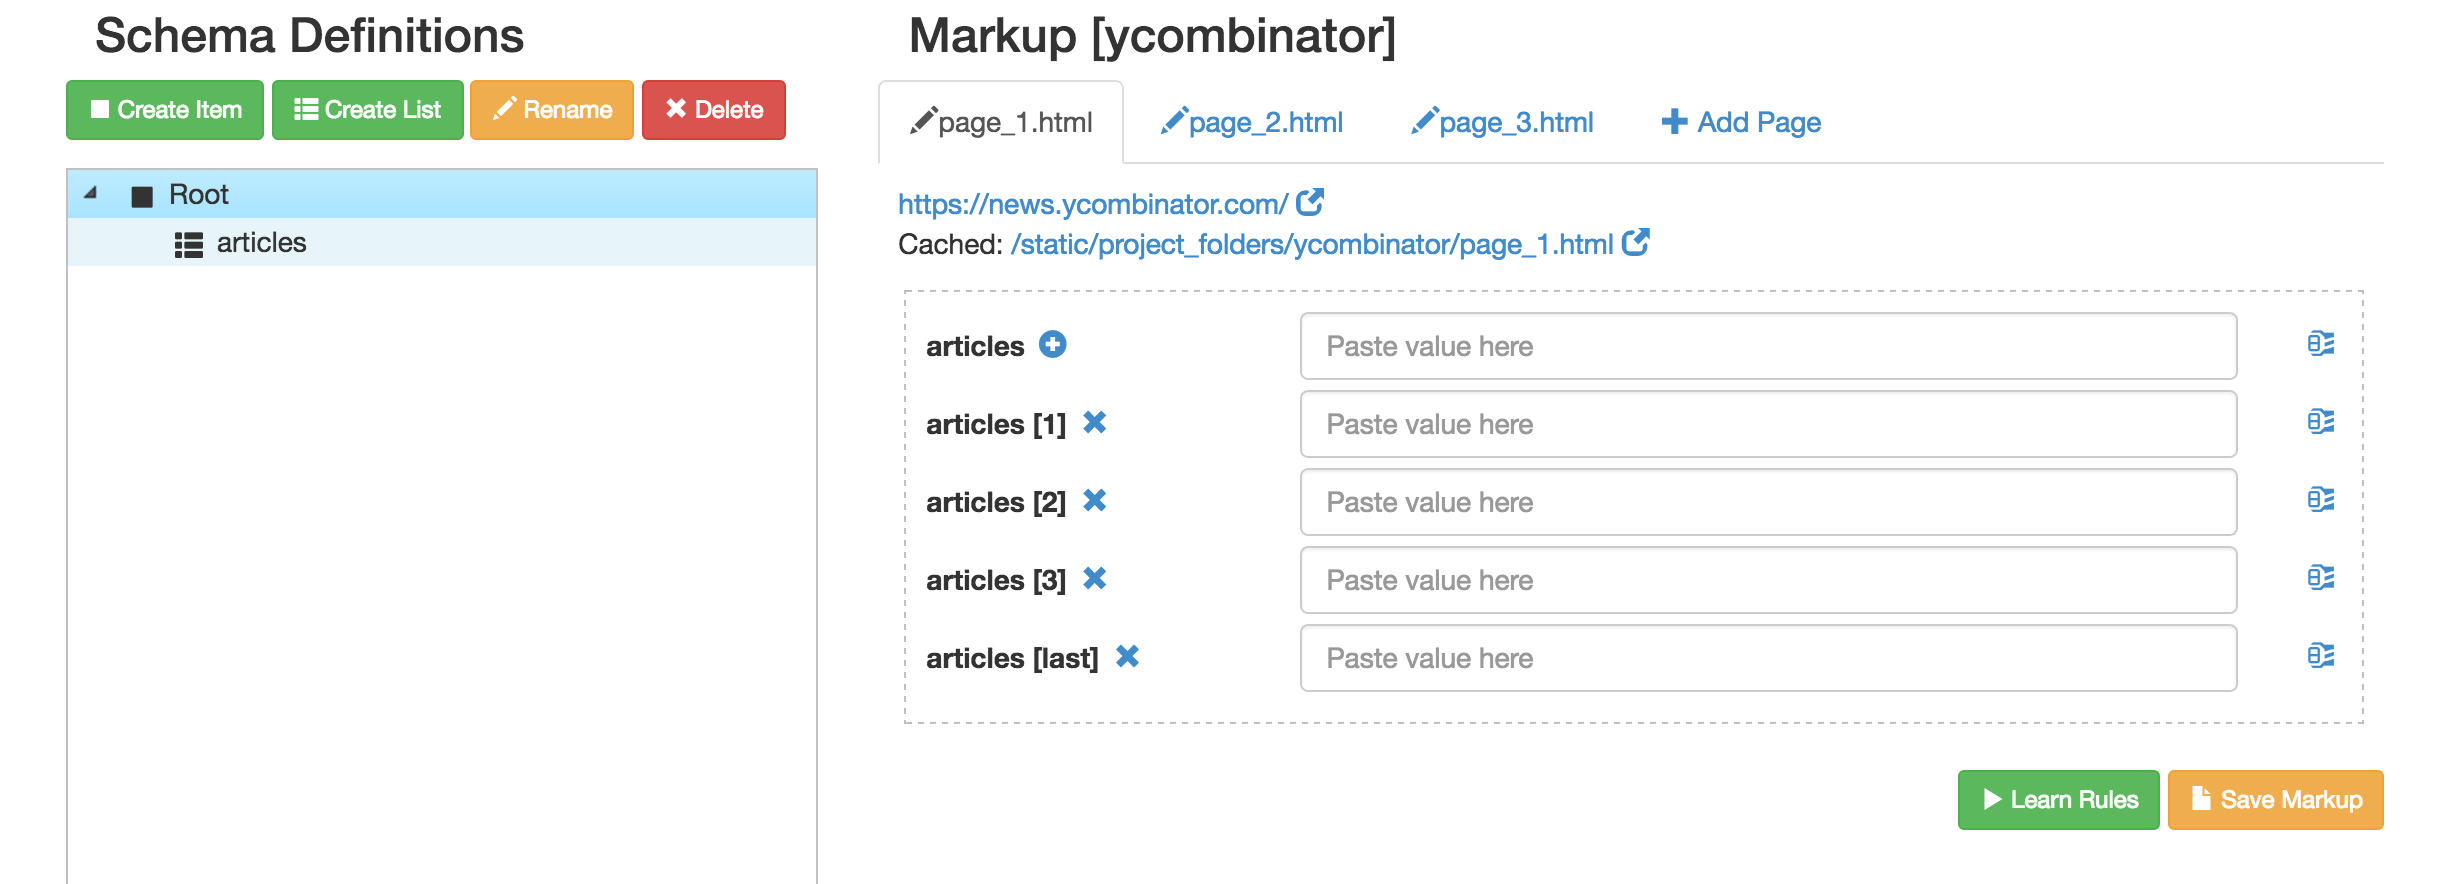 Schema Definitions
Create Item
Create List
Rename
Delete
Root
articles
Markup [ycombinator]
page_1.html
page_2.html
page_3.html
Add Page
https://news.ycombinator.com/
Cached: /static/project_folders/ycombinator/page_1.html
articles
Paste value here
articles [1]
Paste value here
articles [2]
Paste value here
articles [3]
Paste value here
articles [last]
Paste value here
Learn Rules
Save Markup